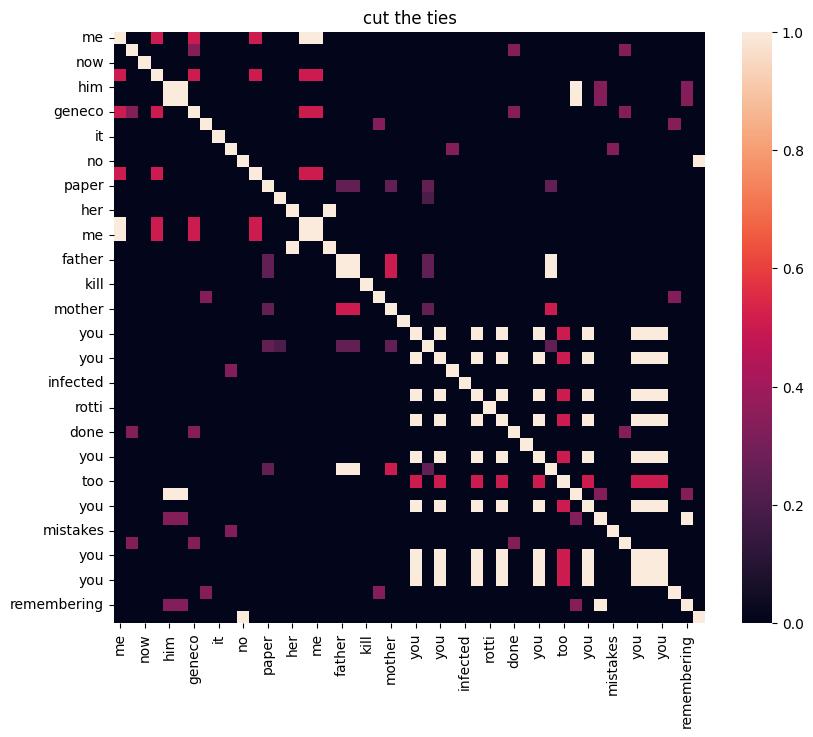 cut the ties
me
now
him
geneco
it
no
paper
her
me
father
kill
mother
you
you
infected
rotti
done
you
too
you
mistakes
you
you
remembering
1.0
0.8
0.6
0.4
0.2
0.0
me
now
him
geneco
it
no
paper
her
me
father
kill
mother
you
you
infected
rotti
done
you
too
you
mistakes
you
you
remembering